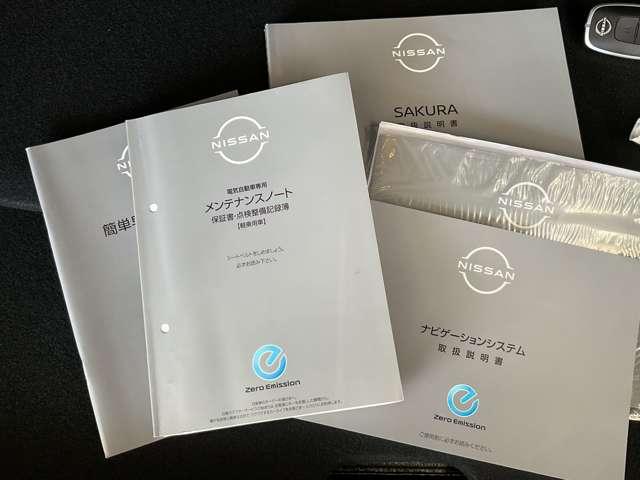 NISSAN
SAKURA
取扱説明書
NISSAN
電気自動車専用
メンテナンスノート
保証書・点検整備記録簿
【軽乗用車】
シートベルトをしめましょう。
必ずお読み下さい。
Zero Emission
簡単
NISSAN
NISSAN
ナビゲーションシステム
取扱説明書
Zero Emission
ご使用前に必ずお読みください。